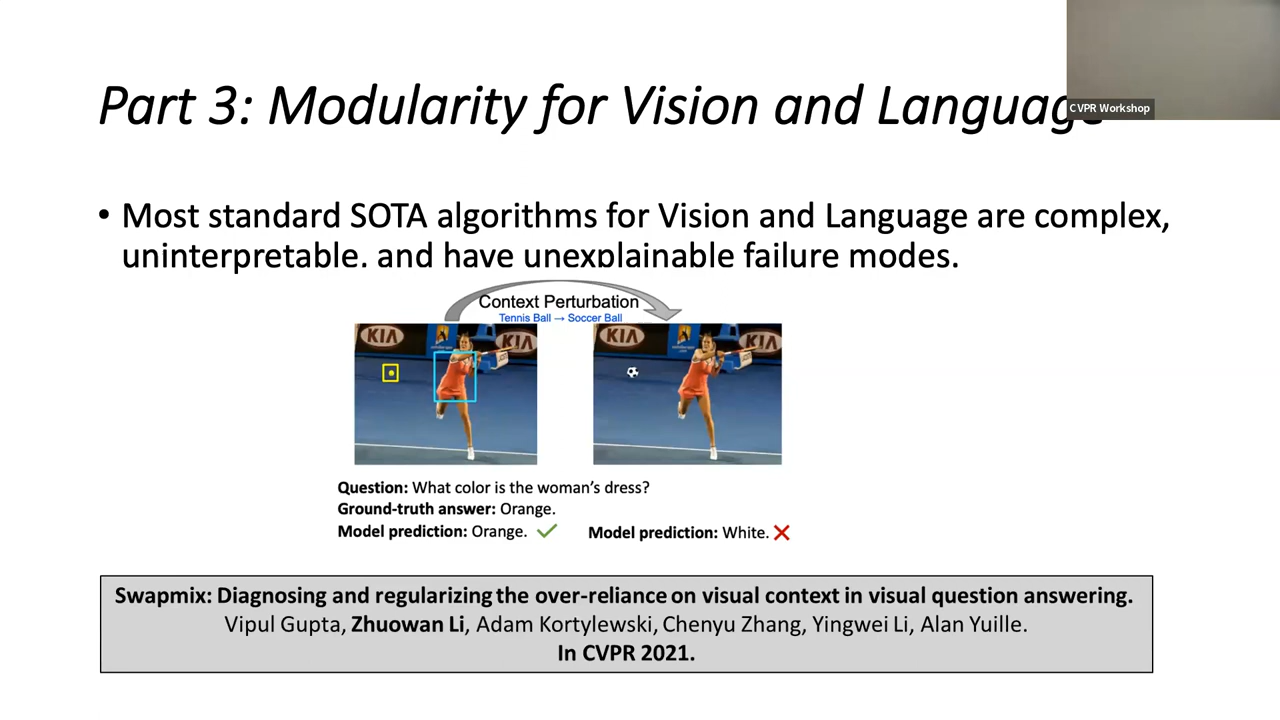 Part 3: Modularity for Vision and Language
CVPR Workshop
• Most standard SOTA algorithms for Vision and Language are complex,
uninterpretable, and have unexplainable failure modes.
Context Perturbation
Tennis Ball → Soccer Ball
KIA
KIA
KIA
KIA
Question: What color is the woman's dress?
Ground-truth answer: Orange.
Model prediction: Orange.
Model prediction: White.
Swapmix: Diagnosing and regularizing the over-reliance on visual context in visual question answering.
Vipul Gupta, Zhuowan Li, Adam Kortylewski, Chenyu Zhang, Yingwei Li, Alan Yuille.
In CVPR 2021.